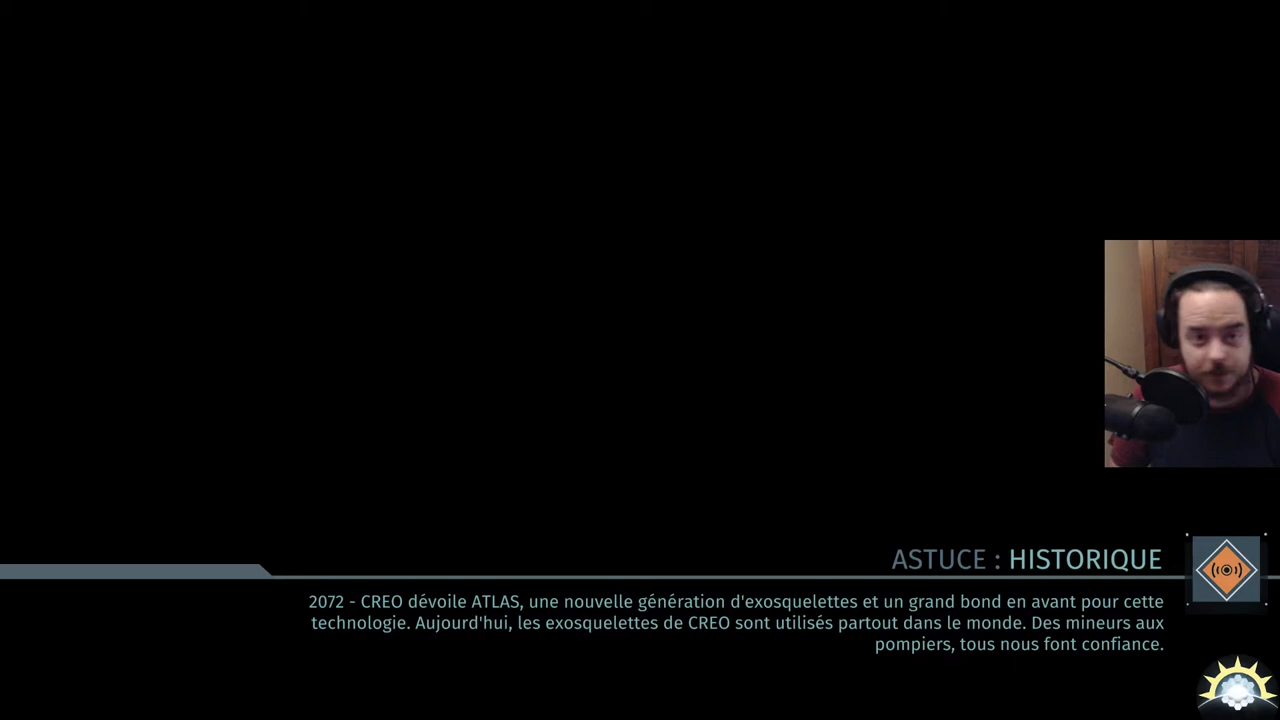 ASTUCE : HISTORIQUE
2072 - CREO dévoile ATLAS, une nouvelle génération d'exosquelettes et un grand bond en avant pour cette
technologie. Aujourd'hui, les exosquelettes de CREO sont utilisés partout dans le monde. Des mineurs aux
pompiers, tous nous font confiance.